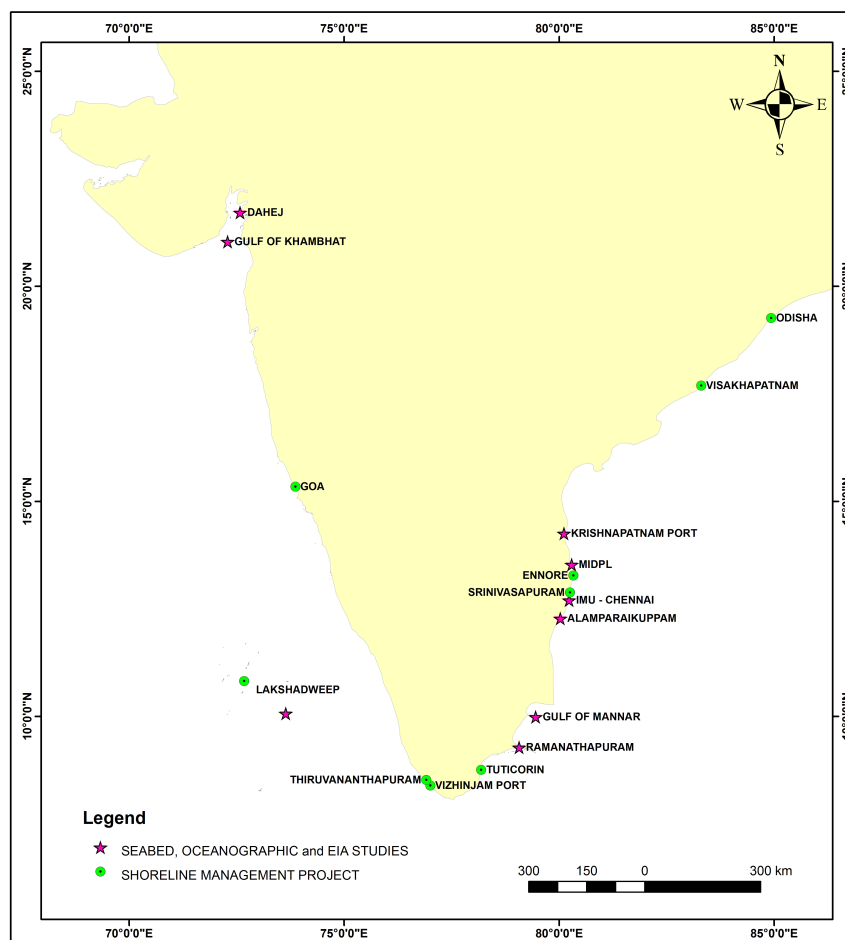 70°0'0"E 75°0'0"E 80°0'0"E 85°0'0"E
25°0'0"N
N
W E
S
DAHEJ
GULF OF KHAMBHAT
20°0'0"N
ODISHA
VISAKHAPATNAM
GOA
15°0'0"N
KRISHNAPATNAM PORT
MIDPL
ENNORE
SRINIVASAPURAM
IMU - CHENNAI
ALAMPARAIKUPPAM
LAKSHADWEEP
10°0'0"N
GULF OF MANNAR
RAMANATHAPURAM
TUTICORIN
THIRUVANANTHAPURAM
VIZHINJAM PORT
Legend
SEABED, OCEANOGRAPHIC and EIA STUDIES
SHORELINE MANAGEMENT PROJECT
300 150 0 300 km
70°0'0"E 75°0'0"E 80°0'0"E 85°0'0"E